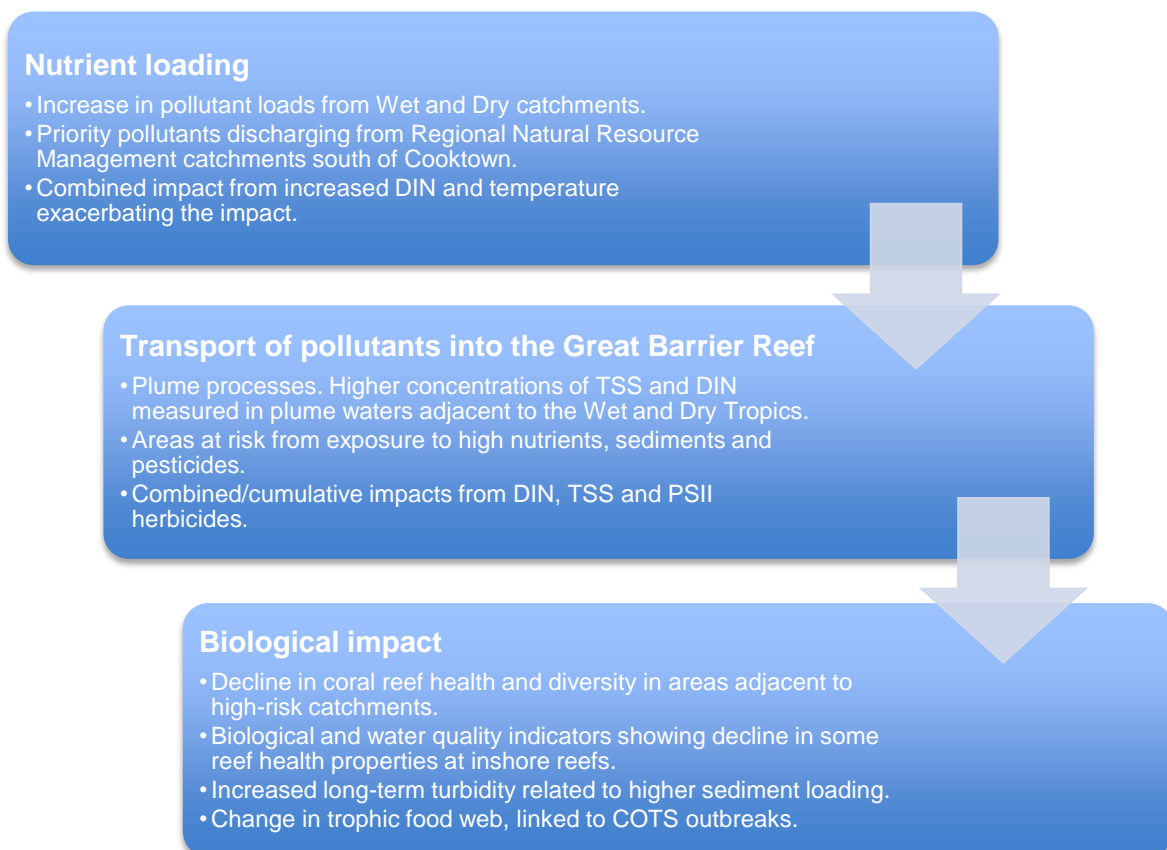 Nutrient loading
• Increase in pollutant loads from Wet and Dry catchments.
• Priority pollutants discharging from Regional Natural Resource
Management catchments south of Cooktown.
• Combined impact from increased DIN and temperature
exacerbating the impact.
Transport of pollutants into the Great Barrier Reef
• Plume processes. Higher concentrations of TSS and DIN
measured in plume waters adjacent to the Wet and Dry Tropics.
• Areas at risk from exposure to high nutrients, sediments and
pesticides.
• Combined/cumulative impacts from DIN, TSS and PSII
herbicides.
Biological impact
• Decline in coral reef health and diversity in areas adjacent to
high-risk catchments.
• Biological and water quality indicators showing decline in some
reef health properties at inshore reefs.
• Increased long-term turbidity related to higher sediment loading.
• Change in trophic food web, linked to COTS outbreaks.